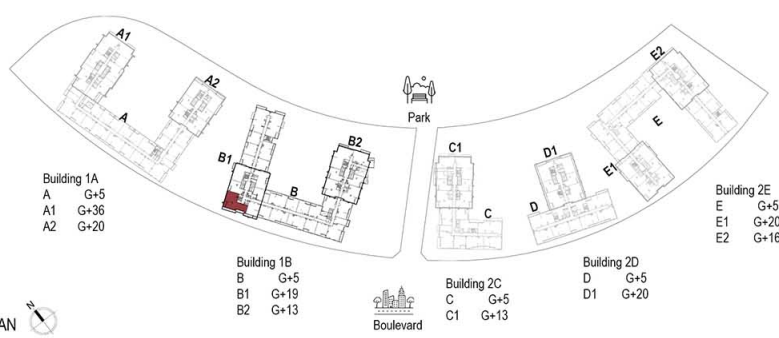 A1
A2
A
B1
B2
B
Park
C1
C
D1
D
E2
E
E1
Building 1A
A G+5
A1 G+36
A2 G+20
Building 1B
B G+5
B1 G+19
B2 G+13
Boulevard
Building 2C
C G+5
C1 G+13
Building 2D
D G+5
D1 G+20
Building 2E
E G+5
E1 G+20
E2 G+16
AN
N